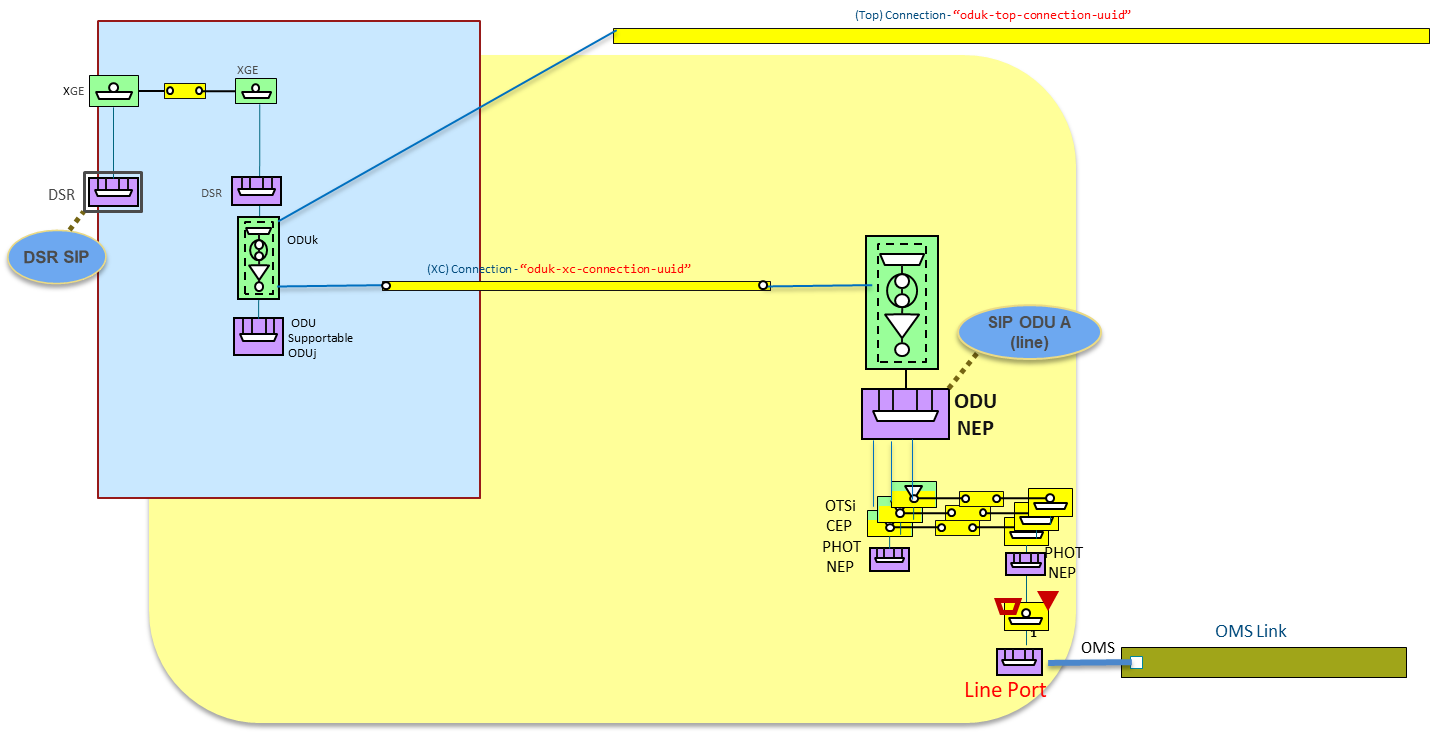 (Top) Connection - “oduk-top-connection-uuid”
XGE
XGE
DSR
DSR
DSR SIP
ODUk
(XC) Connection - “oduk-xc-connection-uuid”
ODU
Supportable
ODUj
SIP ODU A
(line)
ODU
NEP
OTSi
CEP
PHOT
NEP
PHOT
NEP
1
OMS
OMS Link
Line Port